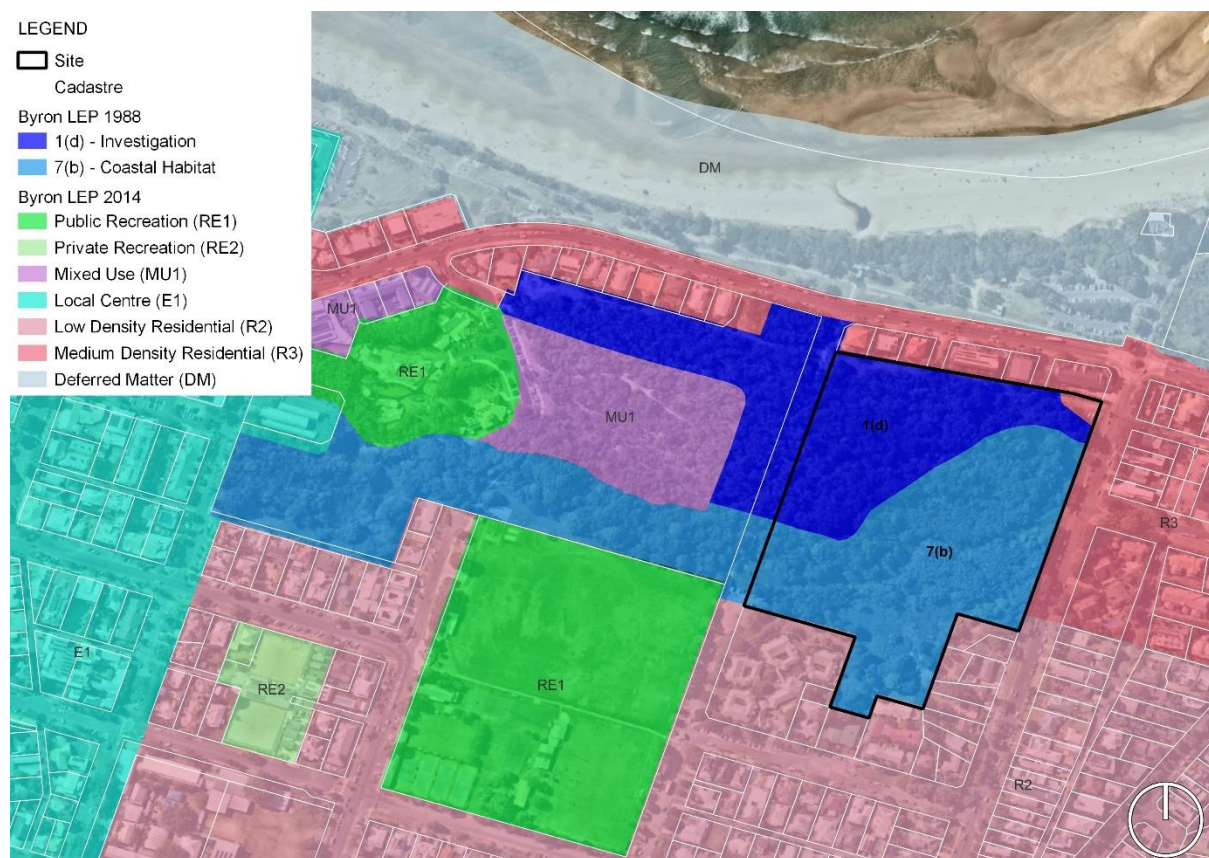 LEGEND
Site
Cadastre
Byron LEP 1988
1(d) - Investigation
7(b) - Coastal Habitat
Byron LEP 2014
Public Recreation (RE1)
Private Recreation (RE2)
Mixed Use (MU1)
Local Centre (E1)
Low Density Residential (R2)
Medium Density Residential (R3)
Deferred Matter (DM)
DM
MU1
RE1
MU1
1(d)
R3
7(b)
E1
RE2
RE1
R2